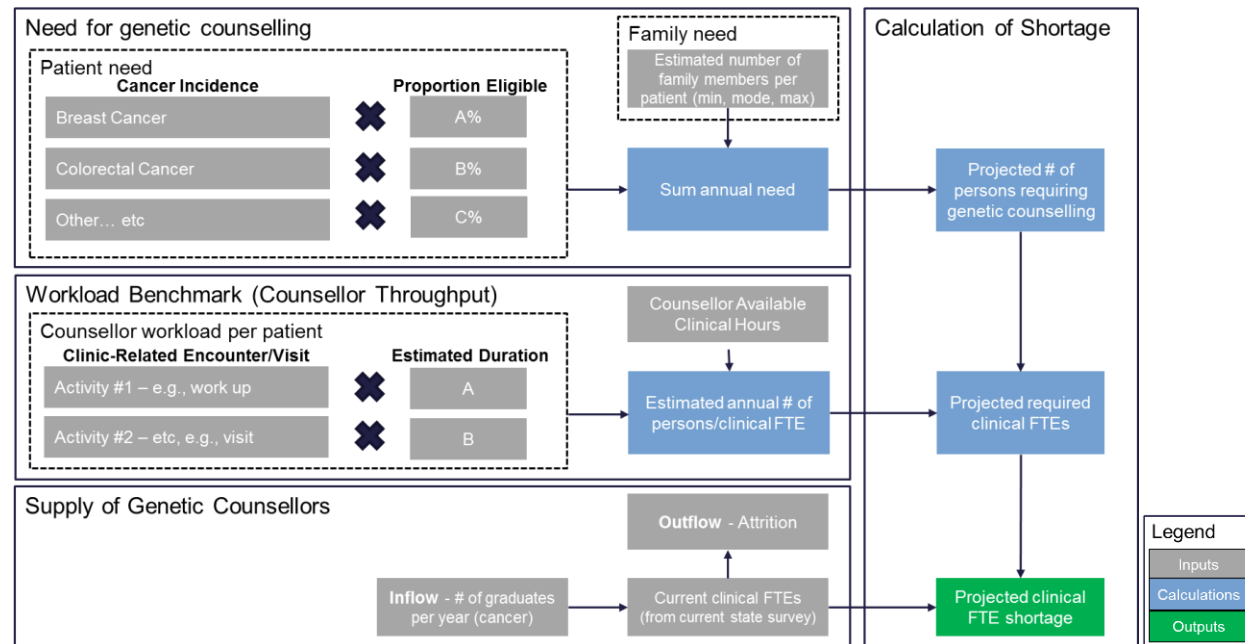 Need for genetic counselling
Patient need
Cancer Incidence
Proportion Eligible
Breast Cancer
A%
Colorectal Cancer
B%
Other... etc
C%
Family need
Estimated number of
family members per
patient (min, mode, max)
Sum annual need
Calculation of Shortage
Projected # of
persons requiring
genetic counselling
Workload Benchmark (Counsellor Throughput)
Counsellor workload per patient
Clinic-Related Encounter/Visit
Estimated Duration
Activity #1 – e.g., work up
A
Activity #2 – etc, e.g., visit
B
Counsellor Available
Clinical Hours
Estimated annual # of
persons/clinical FTE
Projected required
clinical FTEs
Supply of Genetic Counsellors
Outflow - Attrition
Inflow - # of graduates
per year (cancer)
Current clinical FTEs
(from current state survey)
Projected clinical
FTE shortage
Legend
Inputs
Calculations
Outputs